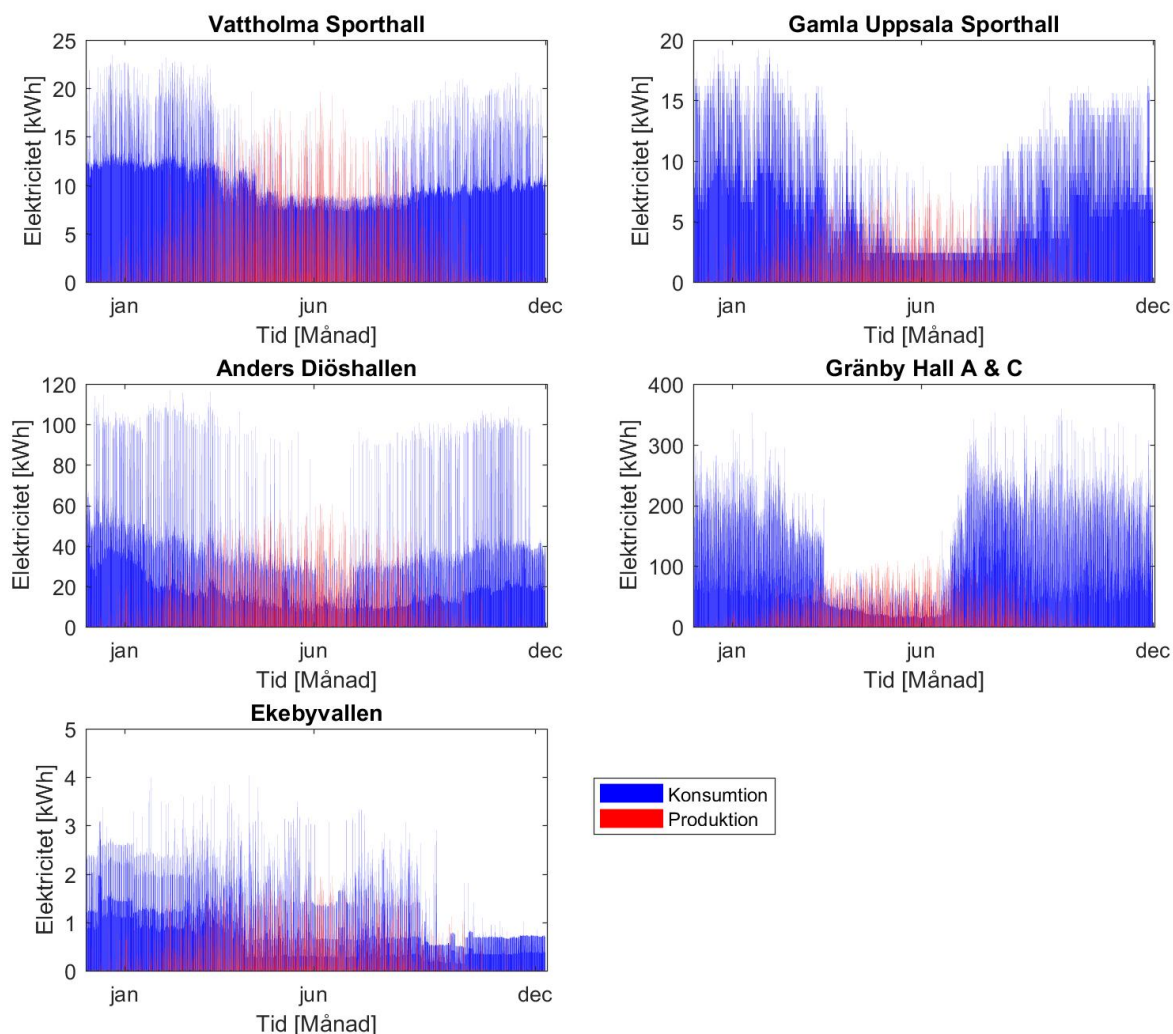 Vattholma Sporthall
25
20
15
10
5
0
Elektricitet [kWh]
jan
jun
dec
Tid [Månad]
Gamla Uppsala Sporthall
20
15
10
5
0
Elektricitet [kWh]
jan
jun
dec
Tid [Månad]
Anders Diöshallen
120
100
80
60
40
20
0
Elektricitet [kWh]
jan
jun
dec
Tid [Månad]
Gränby Hall A & C
400
300
200
100
0
Elektricitet [kWh]
jan
jun
dec
Tid [Månad]
Ekebyvallen
5
4
3
2
1
0
Elektricitet [kWh]
jan
jun
dec
Tid [Månad]
Konsumtion
Produktion